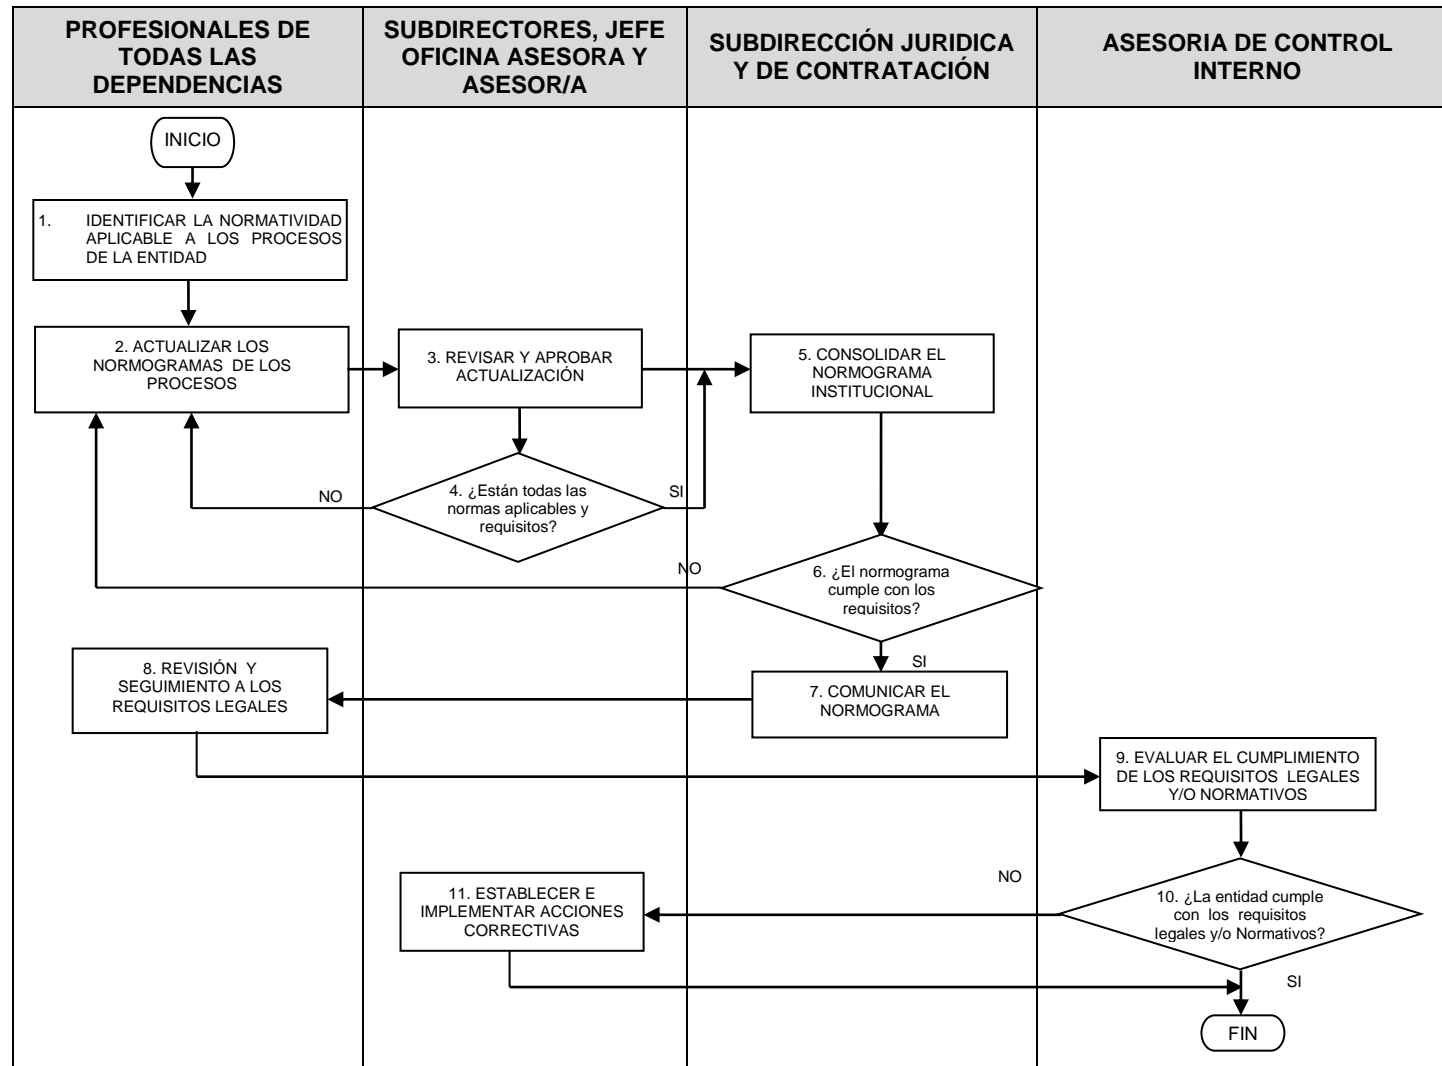 PROFESIONALES DE
TODAS LAS
DEPENDENCIAS
SUBDIRECTORES, JEFE
OFICINA ASESORA Y
ASESOR/A
SUBDIRECCIÓN JURIDICA
Y DE CONTRATACIÓN
ASESORIA DE CONTROL
INTERNO
INICIO
1. IDENTIFICAR LA NORMATIVIDAD
APLICABLE A LOS PROCESOS
DE LA ENTIDAD
2. ACTUALIZAR LOS
NORMOGRAMAS DE LOS
PROCESOS
3. REVISAR Y APROBAR
ACTUALIZACIÓN
5. CONSOLIDAR EL
NORMOGRAMA
INSTITUCIONAL
NO
4. ¿Están todas las
normas aplicables y
requisitos?
SI
NO
6. ¿El normograma
cumple con los
requisitos?
SI
8. REVISIÓN Y
SEGUIMIENTO A LOS
REQUISITOS LEGALES
7. COMUNICAR EL
NORMOGRAMA
9. EVALUAR EL CUMPLIMIENTO
DE LOS REQUISITOS LEGALES
Y/O NORMATIVOS
NO
10. ¿La entidad cumple
con los requisitos
legales y/o Normativos?
11. ESTABLECER E
IMPLEMENTAR ACCIONES
CORRECTIVAS
SI
FIN